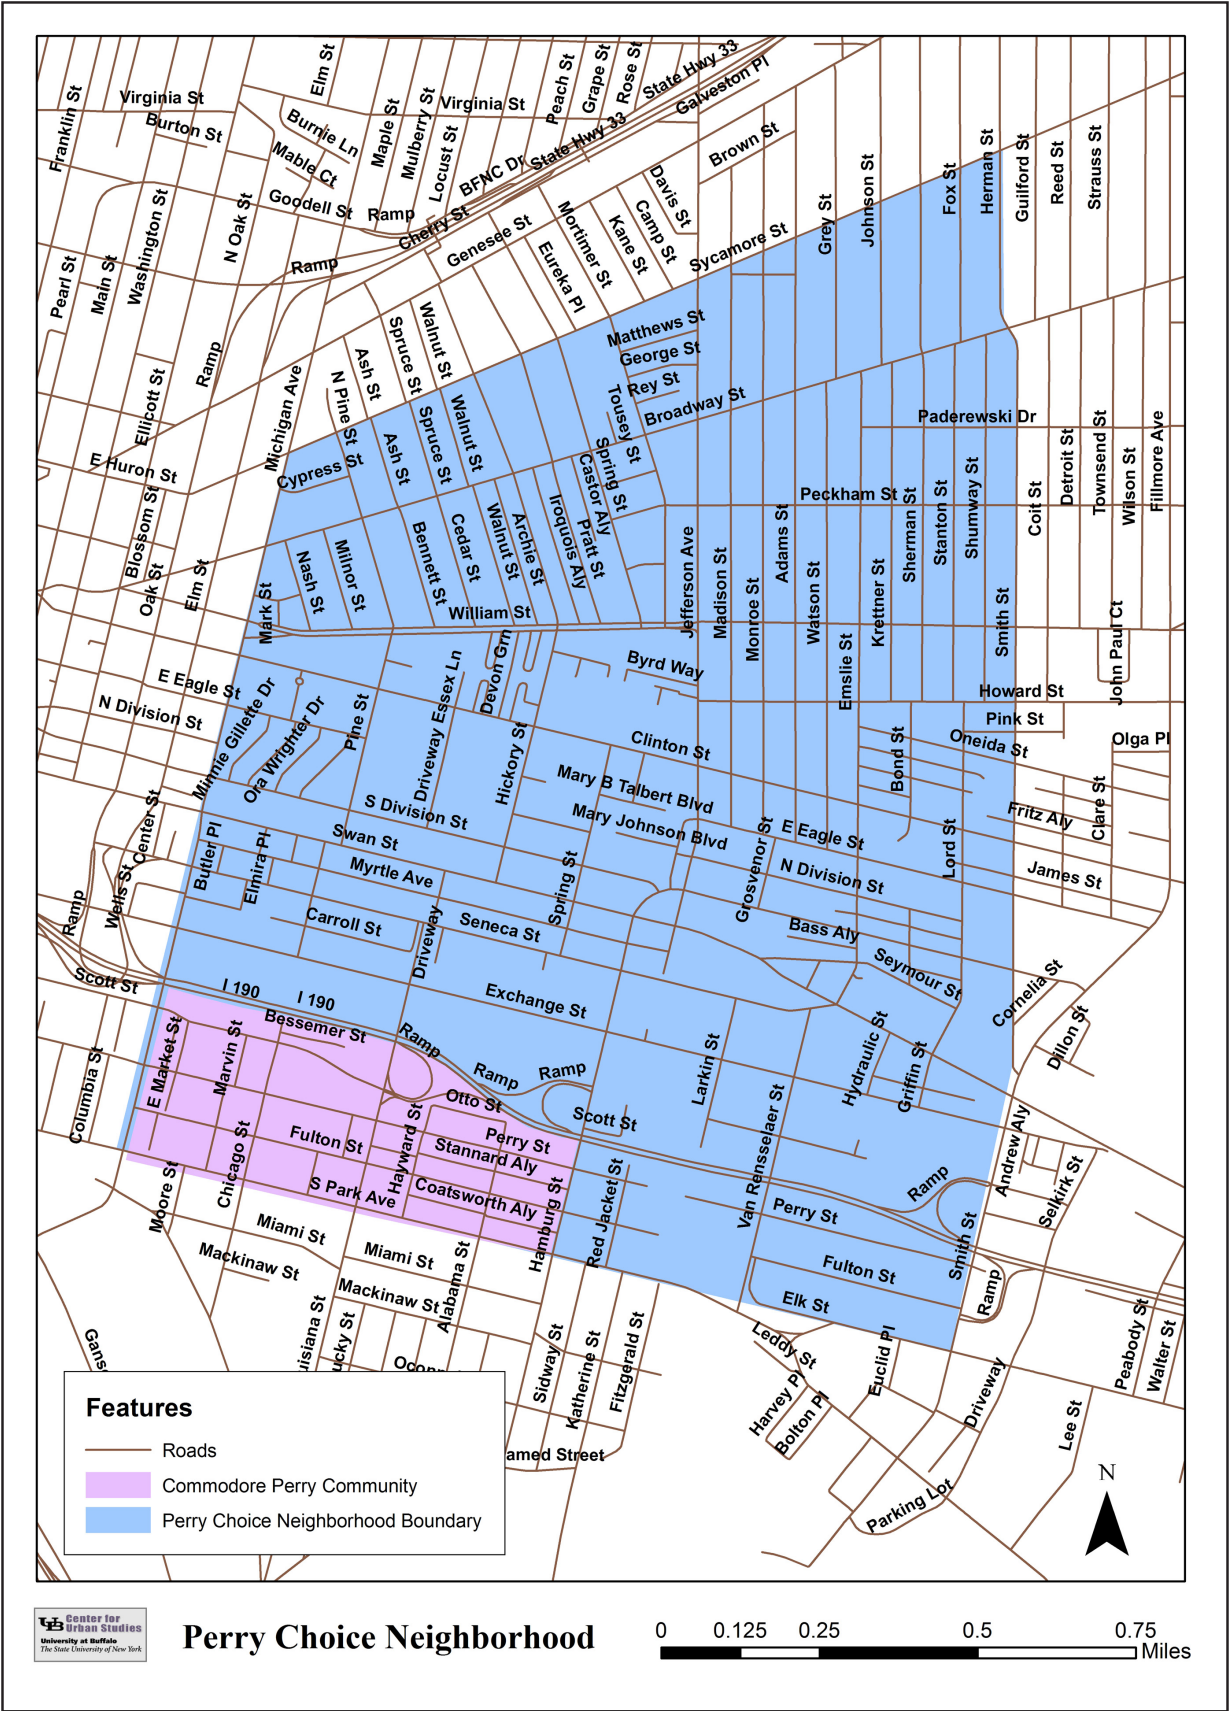 Franklin St
Virginia St
Burton St
Elm St
Burnie Ln
Mable Ct
Maple St
Mulberry St
Locust St
Virginia St
Peach St
Grape St
Rose St
State Hwy 33
Galveston Pl
State Hwy 33
BFNC Dr
Brown St
Davis St
Goodell St
Ramp
Cherry St
Genesee St
Mortimer St
Kane St
Camp St
Eureka Pl
Sycamore St
Grey St
Johnson St
Fox St
Herman St
Guilford St
Reed St
Strauss St
Pearl St
Main St
Washington St
N Oak St
Ramp
Ramp
Ellicott St
Michigan Ave
E Huron St
N Pine St
Ash St
Spruce St
Walnut St
Cypress St
Ash St
Spruce St
Walnut St
Matthews St
George St
Rey St
Tousey St
Broadway St
Spring St
Castor Aly
Pratt St
Iroquois Aly
Archie St
Walnut St
Cedar St
Bennett St
Paderewski Dr
Peckham St
Blossom St
Oak St
Elm St
Mark St
Nash St
Milnor St
William St
Jefferson Ave
Madison St
Monroe St
Adams St
Watson St
Emslie St
Krettner St
Sherman St
Stanton St
Shumway St
Smith St
Coit St
Detroit St
Townsend St
Wilson St
Fillmore Ave
John Paul Ct
Byrd Way
Howard St
Pink St
Oneida St
Olga Pl
E Eagle St
N Division St
Minnie Gillette Dr
Ora Wrighter Dr
Pine St
Driveway Essex Ln
Devon Grn
Hickory St
Clinton St
Mary B Talbert Blvd
Mary Johnson Blvd
E Eagle St
N Division St
Bond St
Fritz Aly
Clare St
James St
Lord St
S Division St
Swan St
Myrtle Ave
Center St
Wells St
Ramp
Butler Pl
Elmira Pl
Carroll St
Driveway
Seneca St
Spring St
Grosvenor St
Bass Aly
Seymour St
Cornelia St
Dillon St
Scott St
I 190
I 190
Exchange St
Bessemer St
Ramp
Ramp
Ramp
Otto St
Scott St
Columbia St
E Market St
Marvin St
Chicago St
Fulton St
Hayward St
Perry St
Stannard Aly
Coatsworth Aly
S Park Ave
Moore St
Hamburg St
Red Jacket St
Larkin St
Van Rensselaer St
Hydraulic St
Griffin St
Andrew Aly
Selkirk St
Ramp
Perry St
Fulton St
Elk St
Smith St
Ramp
Miami St
Mackinaw St
Miami St
Mackinaw St
Alabama St
Sidway St
Katherine St
Fitzgerald St
Leddy St
Harvey Pl
Bolton Pl
Euclid Pl
Driveway
Parking Lot
Lee St
Peabody St
Walter St
Gans
uisiana St
ucky St
Ocon
amed Street
Features
Roads
Commodore Perry Community
Perry Choice Neighborhood Boundary
N
UB Center for
Urban Studies
University at Buffalo
The State University of New York
Perry Choice Neighborhood
0 0.125 0.25 0.5 0.75
Miles